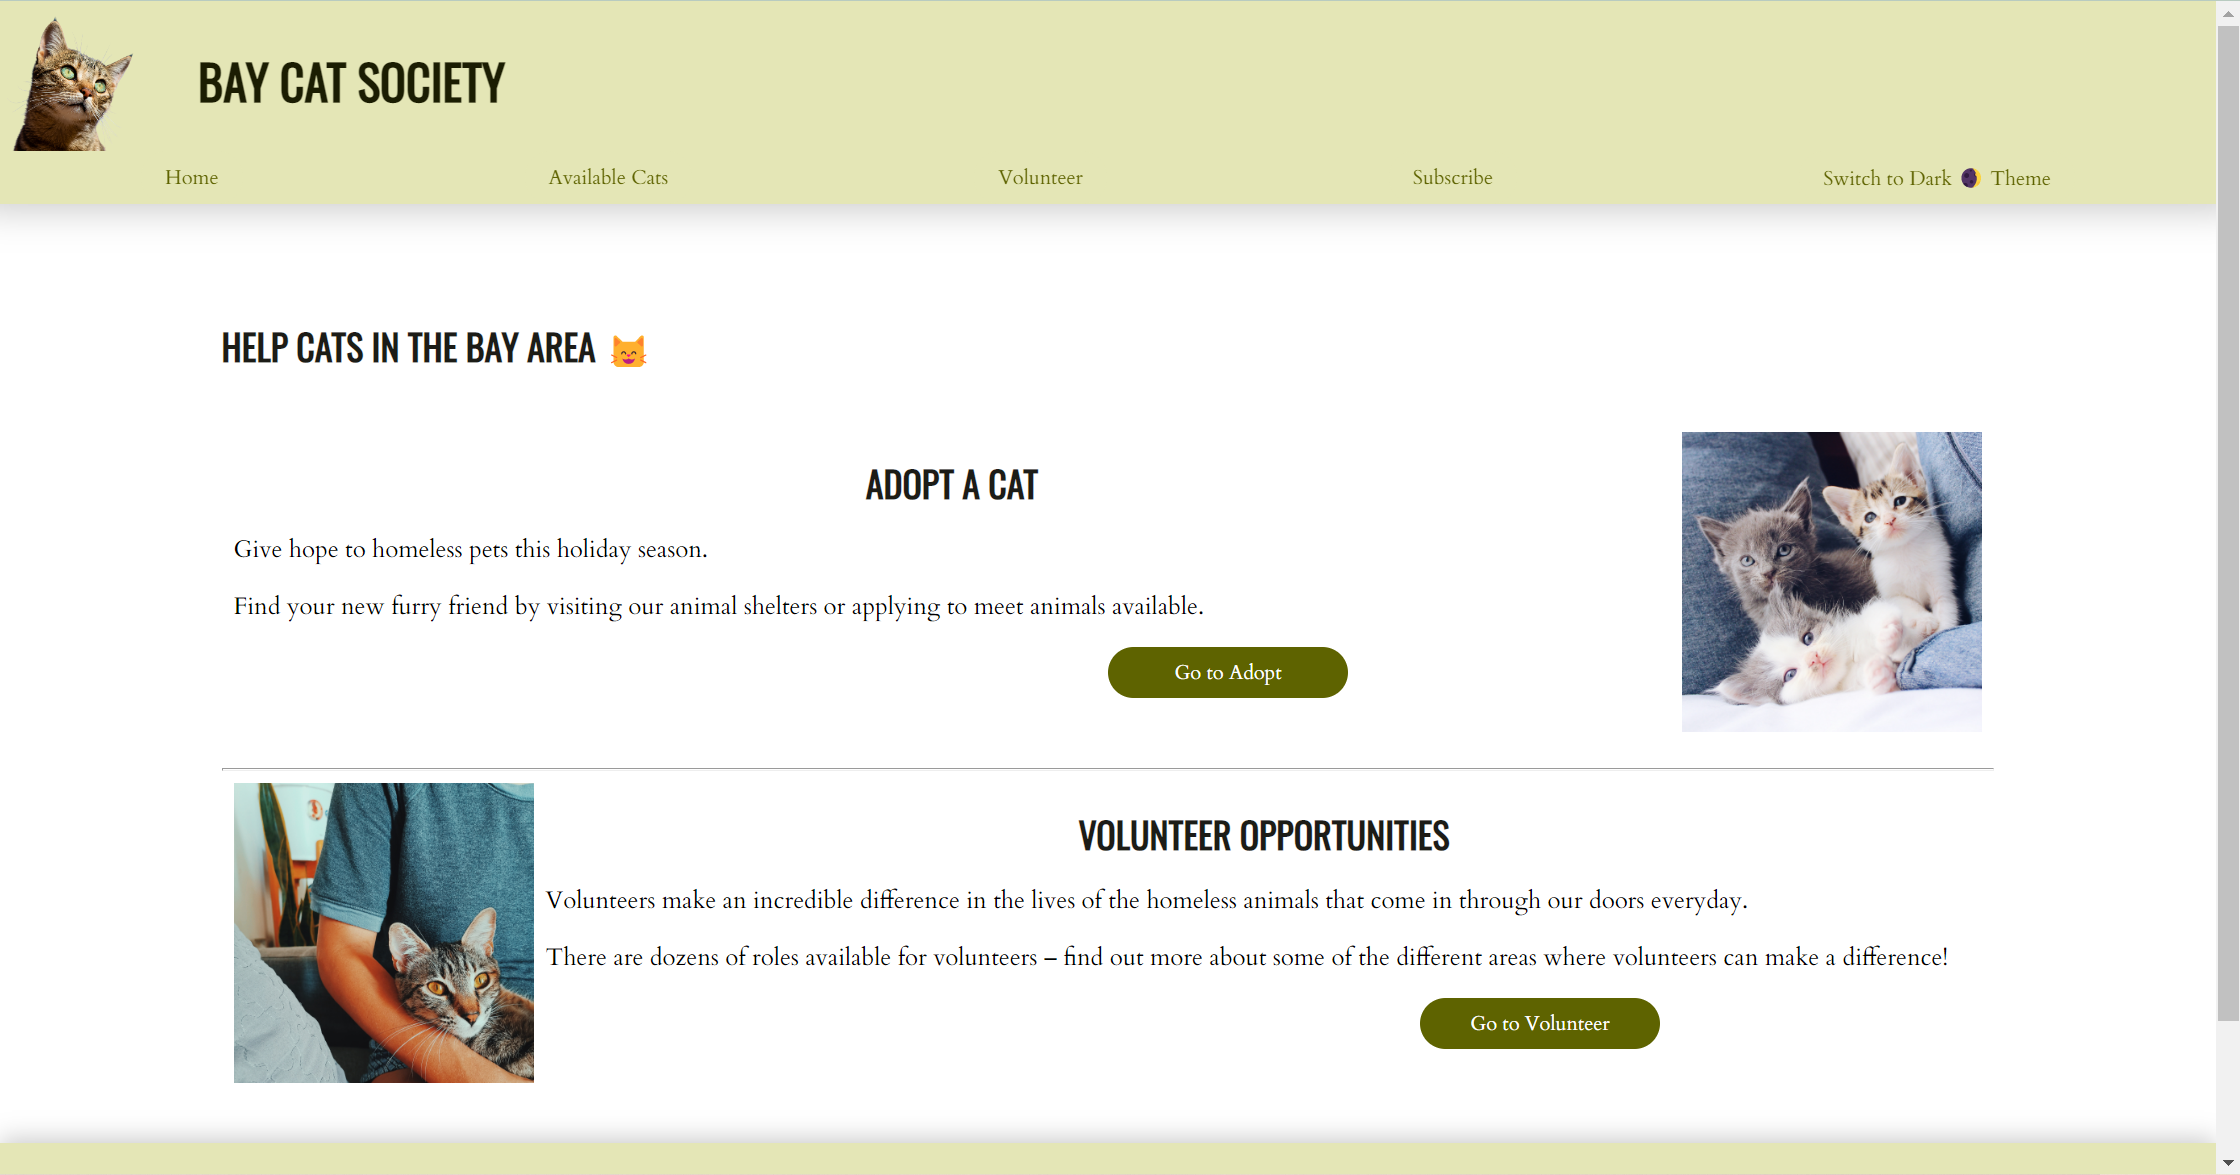 BAY CAT SOCIETY
Home
Available Cats
Volunteer
Subscribe
Switch to Dark 🌒 Theme
HELP CATS IN THE BAY AREA 😸
ADOPT A CAT
Give hope to homeless pets this holiday season.
Find your new furry friend by visiting our animal shelters or applying to meet animals available.
Go to Adopt
VOLUNTEER OPPORTUNITIES
Volunteers make an incredible difference in the lives of the homeless animals that come in through our doors everyday.
There are dozens of roles available for volunteers – find out more about some of the different areas where volunteers can make a difference!
Go to Volunteer